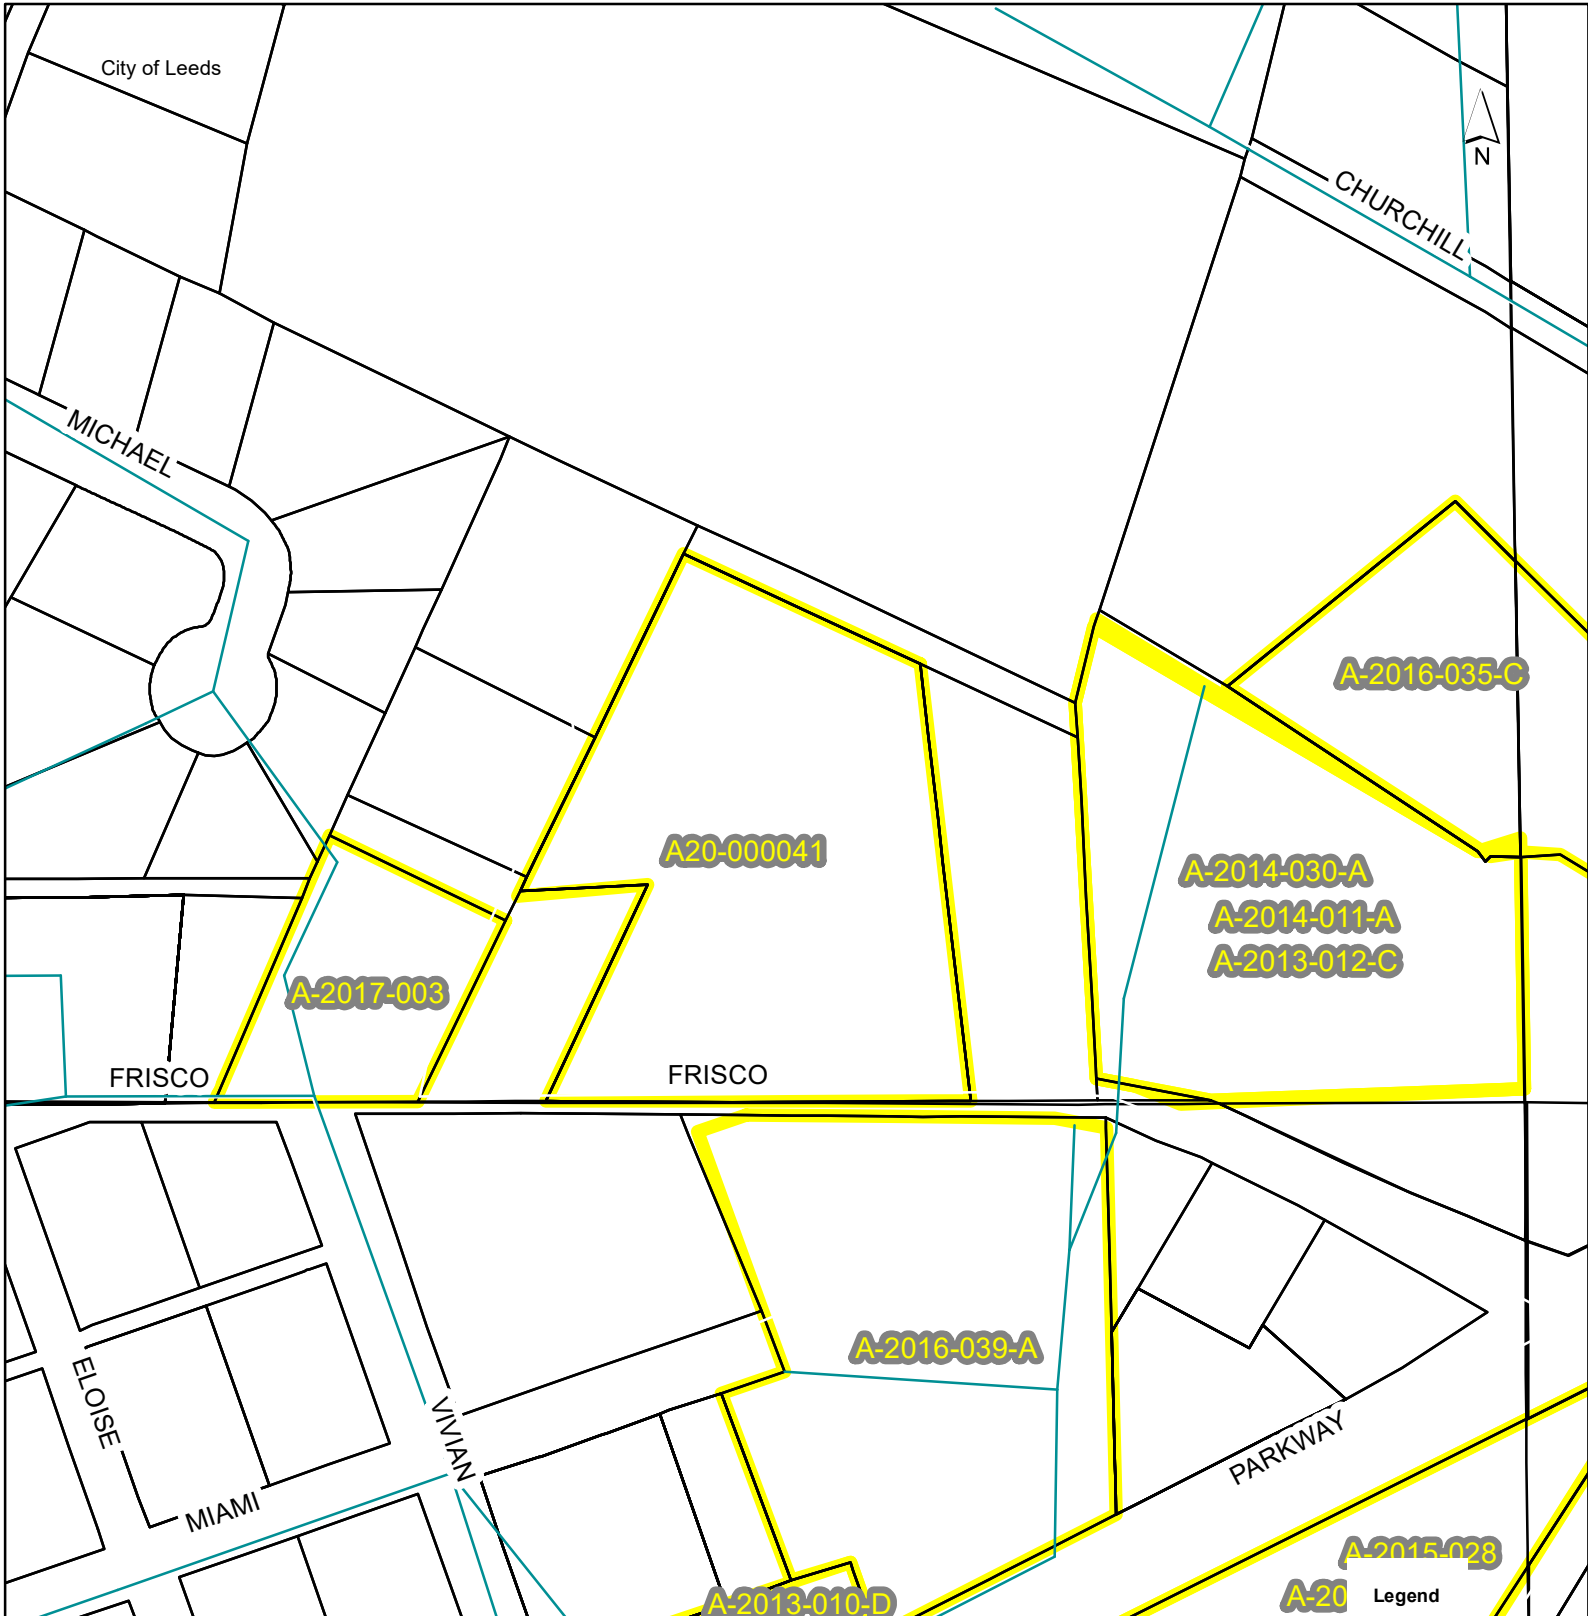 City of Leeds
N
CHURCHILL
MICHAEL
A-2016-035-C
A20-000041
A-2014-030-A
A-2014-011-A
A-2013-012-C
A-2017-003
FRISCO
FRISCO
A-2016-039-A
ELOISE
VIVIAN
PARKWAY
MIAMI
A-2015-028
A-20
Legend
A-2013-010-D